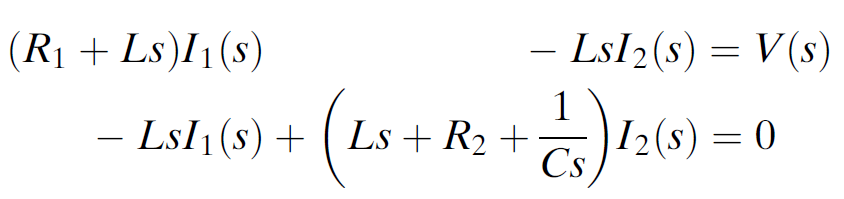 (R₁ + Ls)I₁(s) − LsI₂(s) = V(s)
− LsI₁(s) + (Ls + R₂ + 1/Cs)I₂(s) = 0